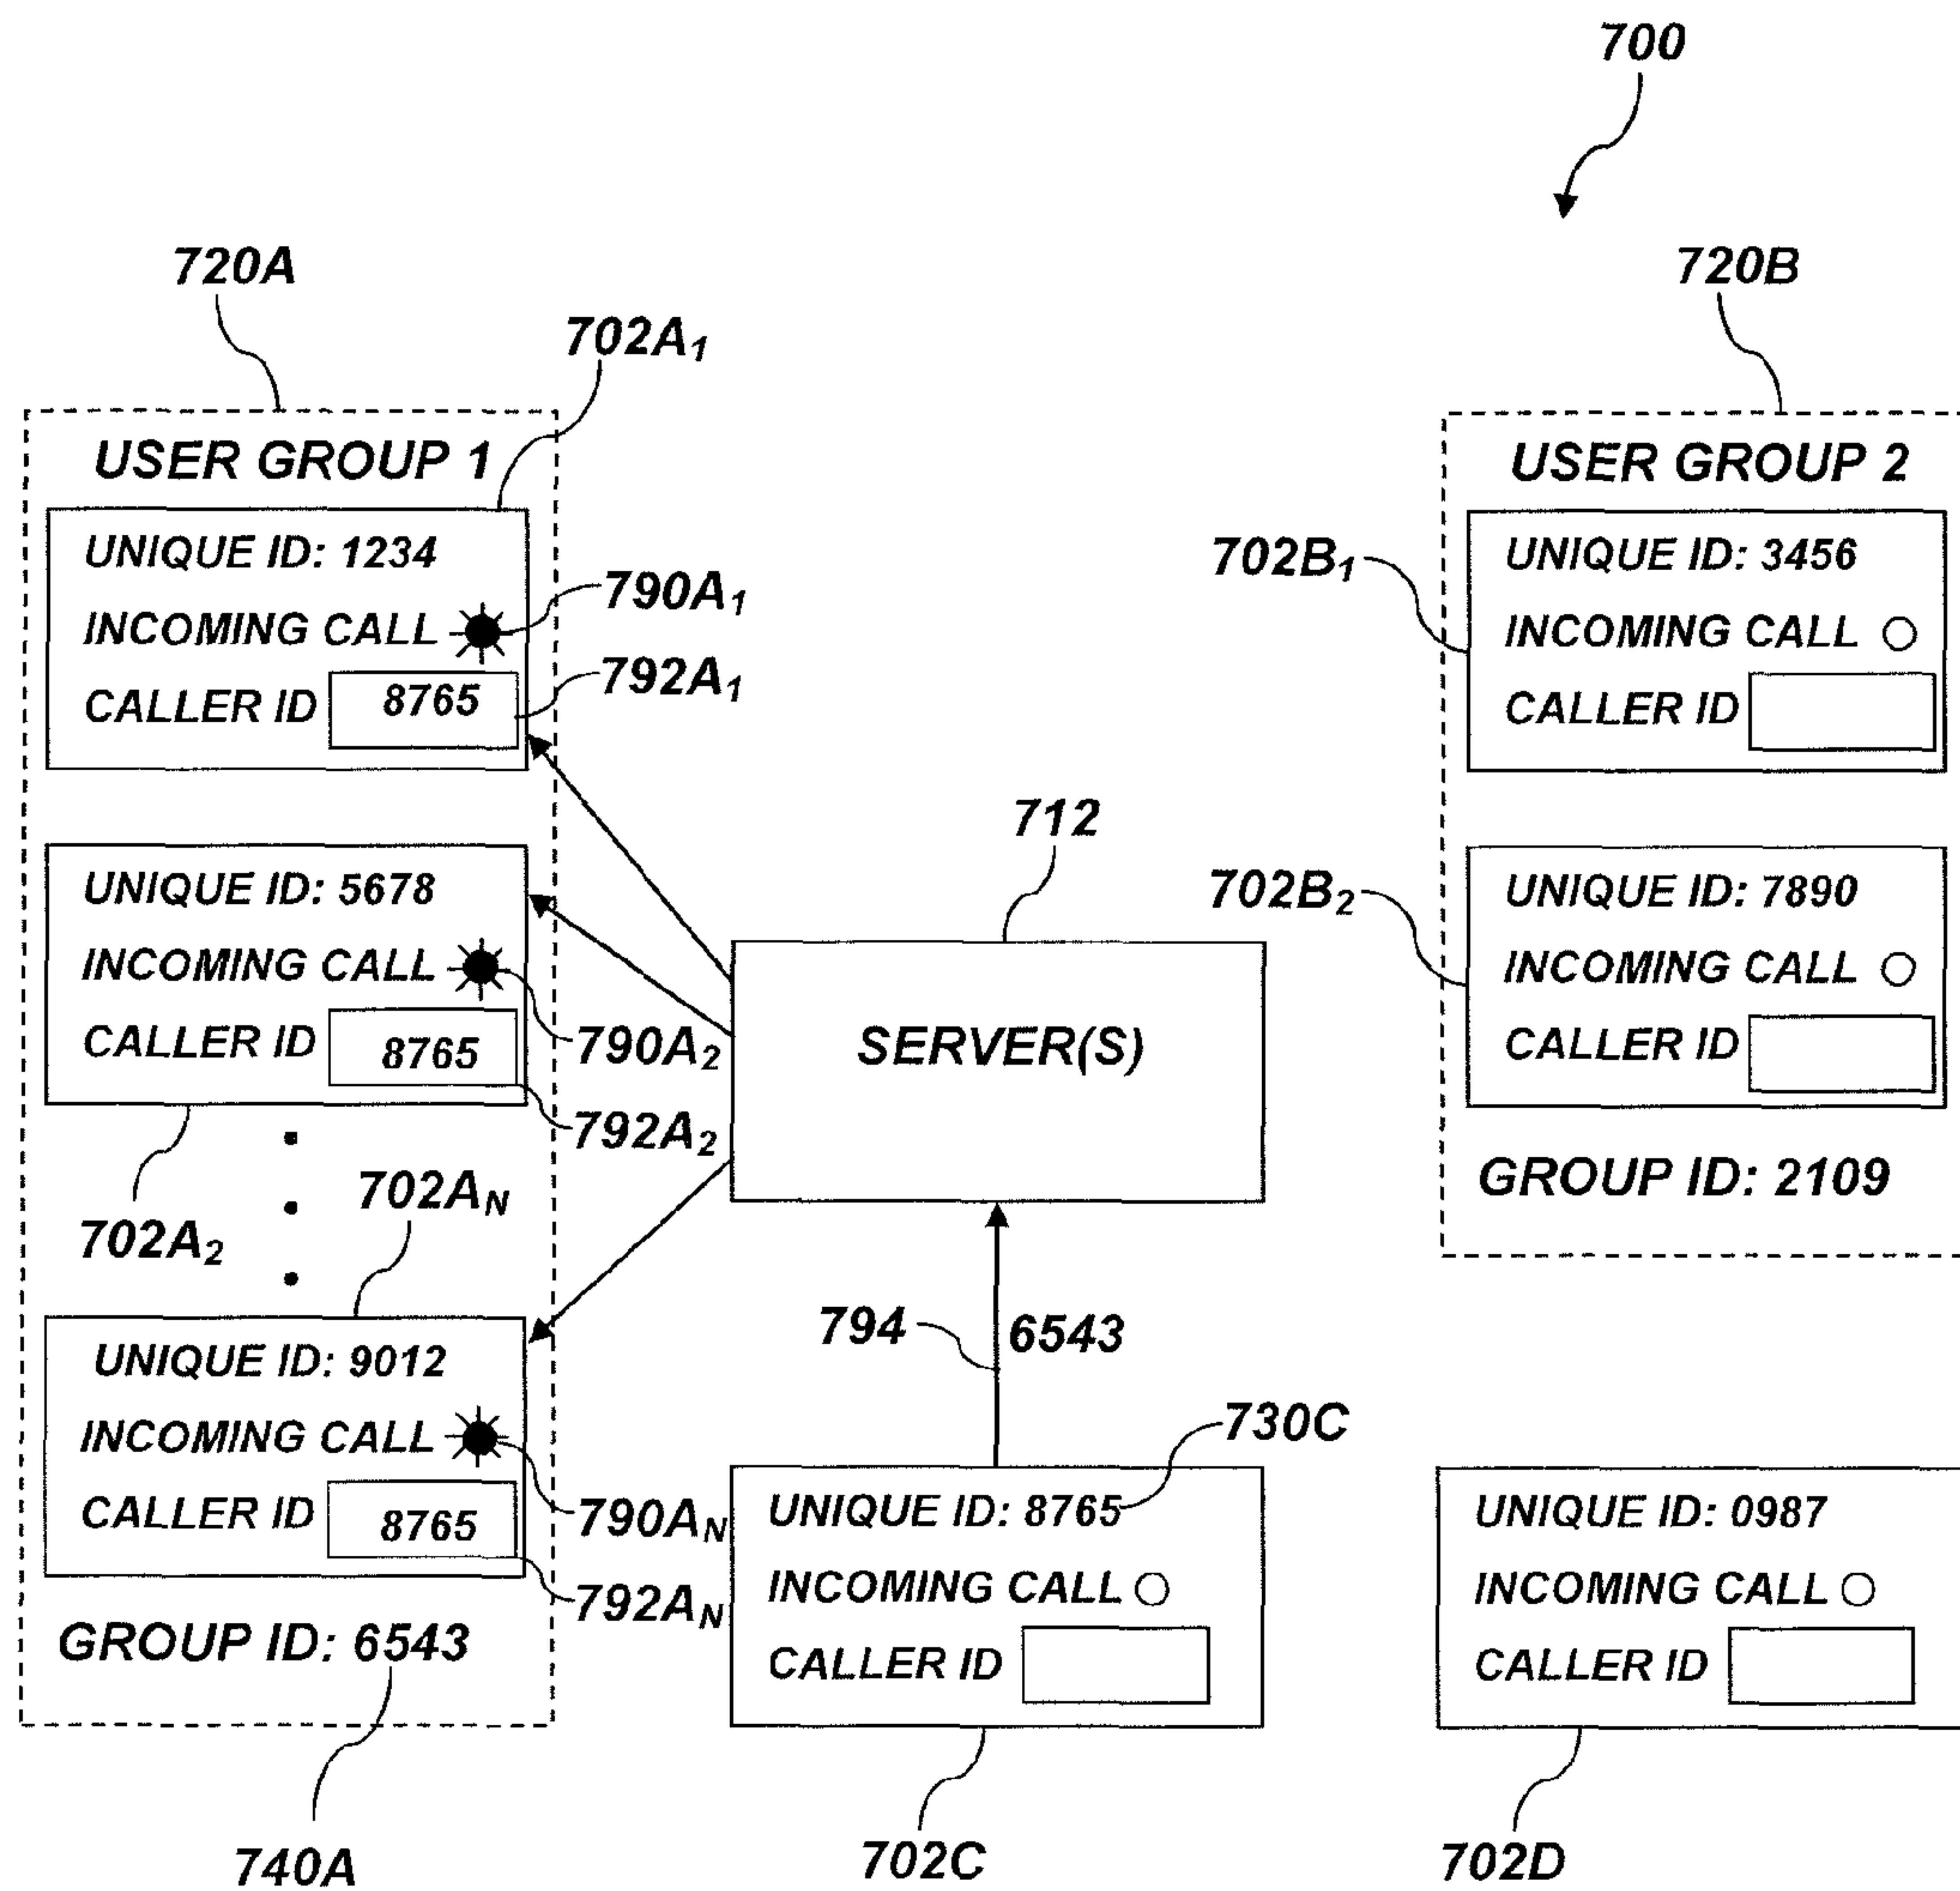 700
720A
720B
702A1
USER GROUP 1
UNIQUE ID: 1234
INCOMING CALL
790A1
CALLER ID 8765
792A1
UNIQUE ID: 5678
INCOMING CALL
790A2
CALLER ID 8765
792A2
702A2
702AN
UNIQUE ID: 9012
INCOMING CALL
790AN
CALLER ID 8765
792AN
GROUP ID: 6543
740A
712
SERVER(S)
794
6543
730C
UNIQUE ID: 8765
INCOMING CALL
CALLER ID
702C
USER GROUP 2
702B1
UNIQUE ID: 3456
INCOMING CALL
CALLER ID
702B2
UNIQUE ID: 7890
INCOMING CALL
CALLER ID
GROUP ID: 2109
UNIQUE ID: 0987
INCOMING CALL
CALLER ID
702D